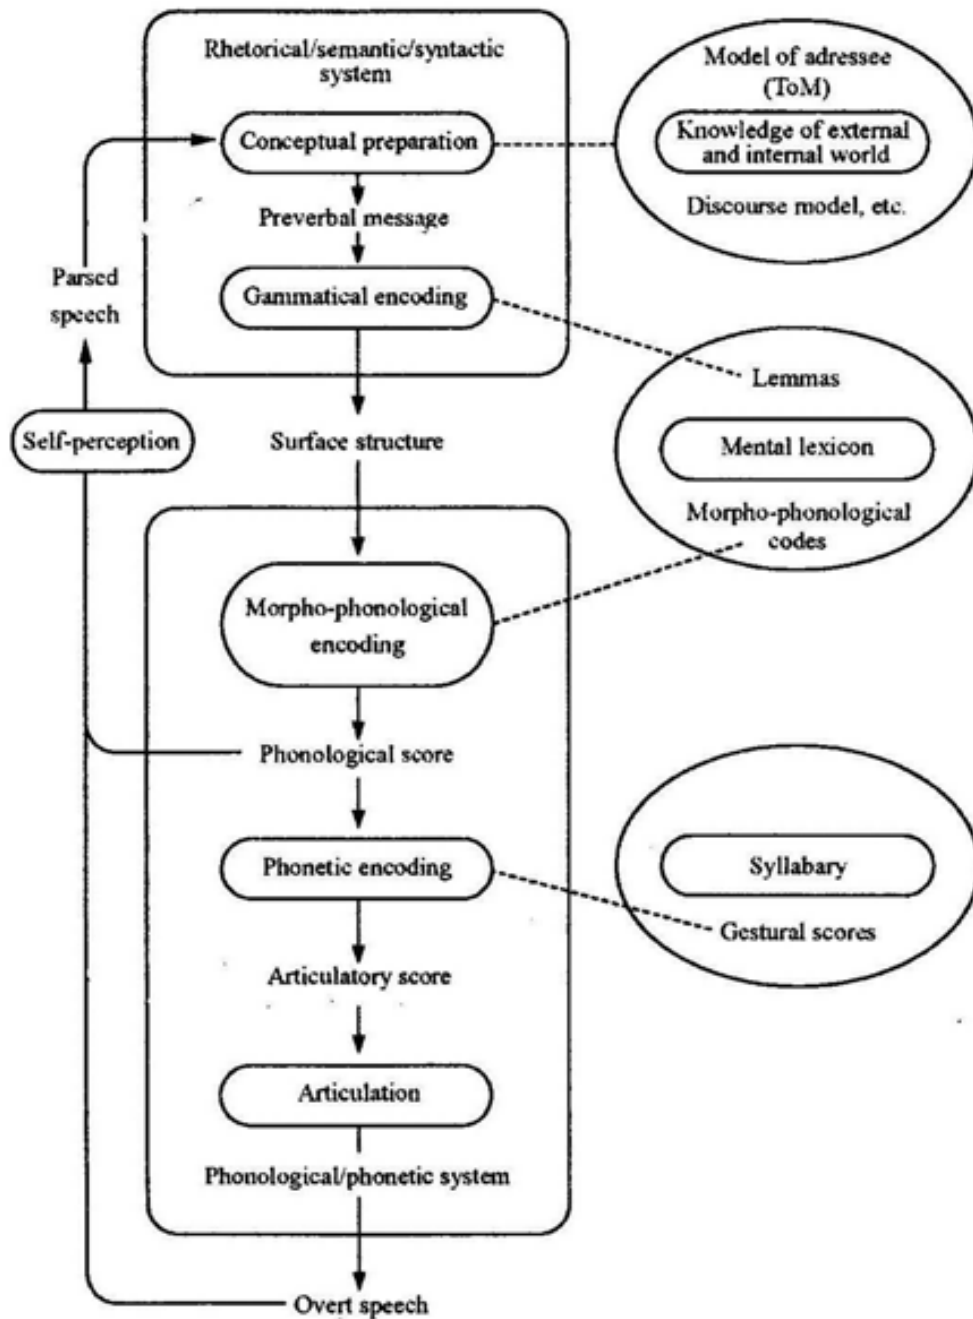 Rhetorical/semantic/syntactic
system
Model of adressee
(ToM)
Conceptual preparation
Knowledge of external
and internal world
Preverbal message
Discourse model, etc.
Parsed
speech
Gammatical encoding
Lemmas
Self-perception
Surface structure
Mental lexicon
Morpho-phonological
codes
Morpho-phonological
encoding
Phonological score
Phonetic encoding
Syllabary
Gestural scores
Articulatory score
Articulation
Phonological/phonetic system
Overt speech